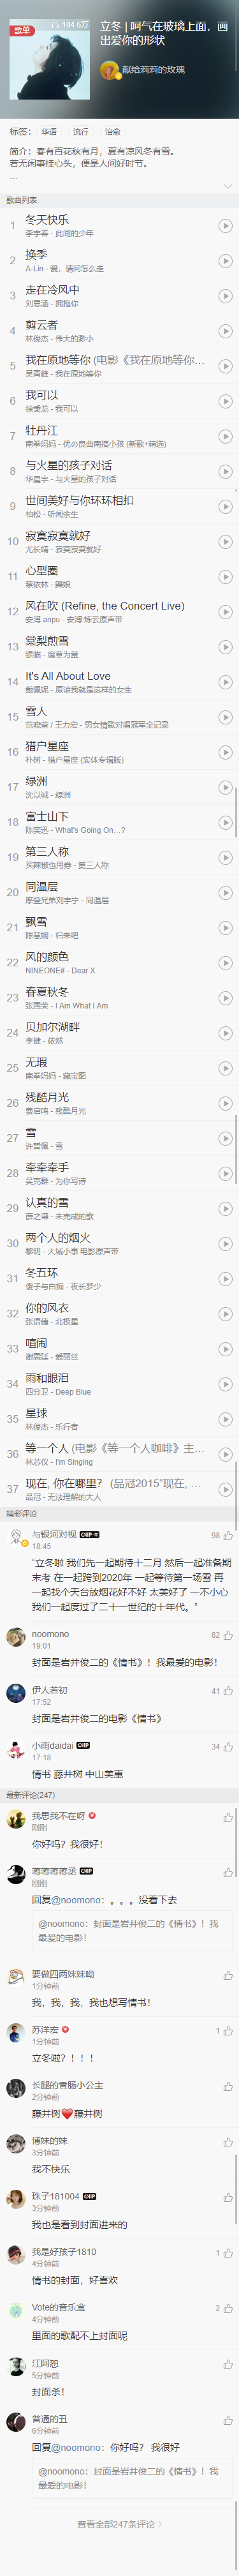 歌单
104.6万
立冬 | 呵气在玻璃上面，画
出爱你的形状
献给莉莉的玫瑰
标签： 华语 流行 治愈
简介：春有百花秋有月，夏有凉风冬有雪。
若无闲事挂心头，便是人间好时节。
...
歌曲列表
1 冬天快乐
李宇春 - 此间的少年
2 换季
A-Lin - 爱，请问怎么走
3 走在冷风中
刘思涵 - 拥抱你
4 剪云者
林俊杰 - 伟大的渺小
5 我在原地等你 (电影《我在原地等你...
吴青峰 - 我在原地等你
6 我可以
徐秉龙 - 我可以
7 牡丹江
南拳妈妈 - 优の良曲南搞小孩 (新歌+精选)
8 与火星的孩子对话
华晨宇 - 与火星的孩子对话
9 世间美好与你环环相扣
柏松 - 听闻余生
10 寂寞寂寞就好
尤长靖 - 寂寞寂寞就好
11 心型圈
蔡依林 - 舞娘
12 风在吹 (Refine, the Concert Live)
安溥 anpu - 安溥 炼云原声带
13 棠梨煎雪
银临 - 腐草为萤
14 It's All About Love
戴佩妮 - 原谅我就是这样的女生
15 雪人
范晓萱 / 王力宏 - 男女情歌对唱冠军全记录
16 猎户星座
朴树 - 猎户星座 (实体专辑版)
17 绿洲
沈以诚 - 绿洲
18 富士山下
陈奕迅 - What's Going On…?
19 第三人称
买辣椒也用券 - 第三人称
20 同温层
摩登兄弟刘宇宁 - 同温层
21 飘雪
陈慧娴 - 归来吧
22 风的颜色
NINEONE# - Dear X
23 春夏秋冬
张国荣 - I Am What I Am
24 贝加尔湖畔
李健 - 依然
25 无瑕
南拳妈妈 - 藏宝图
26 残酷月光
萧启鸣 - 残酷月光
27 雪
许哲珮 - 雪
28 牵牵牵手
吴克群 - 为你写诗
29 认真的雪
薛之谦 - 未完成的歌
30 两个人的烟火
黎明 - 大城小事 电影原声带
31 冬五环
傻子与白痴 - 夜长梦少
32 你的风衣
张语噥 - 北极星
33 喧闹
谢震廷 - 爱丽丝
34 雨和眼泪
四分卫 - Deep Blue
35 星球
林俊杰 - 乐行者
36 等一个人 (电影《等一个人咖啡》主...
林芯仪 - I'm Singing
37 现在, 你在哪里? (品冠2015“现在, ...
品冠 - 无法理解的大人
精彩评论
与银河对视 98
18:45
“立冬啦 我们先一起期待十二月 然后一起准备期
末考 在一起跨到2020年 一起等待第一场雪 再
一起找个天台放烟花好不好 太美好了 一不小心
我们一起度过了二十一世纪的十年代。”
noomono 82
19:01
封面是岩井俊二的《情书》！我最爱的电影！
伊人若初 41
17:52
封面是岩井俊二的电影《情书》
小雨daidai 34
17:18
情书 藤井树 中山美惠
最新评论(247)
我思我不在呀
刚刚
你好吗？我很好！
蒋蒋蒋蒋丞
刚刚
回复@noomono：。。。没看下去
@noomono：封面是岩井俊二的《情书》！我
最爱的电影！
要做四两妹妹呦
1分钟前
我，我，我，我也想写情书！
苏洋宏 1
1分钟前
立冬啦？！！！
长腿的香肠小公主
2分钟前
藤井树❤️藤井树
博妹的妹
3分钟前
我不快乐
珠子181004
3分钟前
我也是看到封面进来的
我是好孩子1810 1
4分钟前
情书的封面，好喜欢
Vote的音乐盒 2
4分钟前
里面的歌配不上封面呢
江阿恕
5分钟前
封面杀！
普通的丑
6分钟前
回复@noomono：你好吗？ 我很好
@noomono：封面是岩井俊二的《情书》！我
最爱的电影！
查看全部247条评论 >